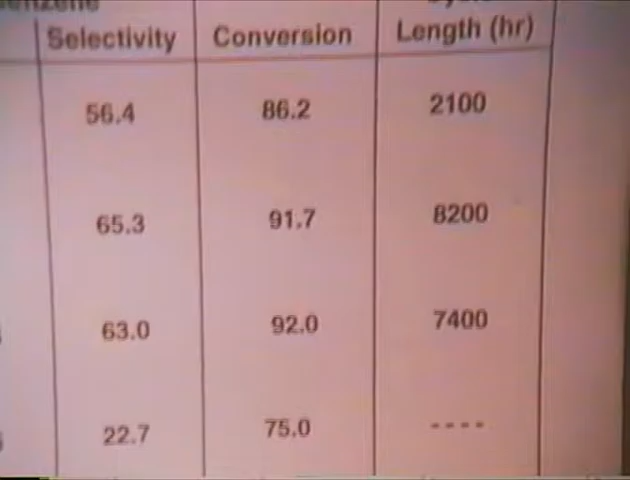 Selectivity Conversion Length (hr)
56.4 86.2 2100
65.3 91.7 8200
63.0 92.0 7400
22.7 75.0 ----